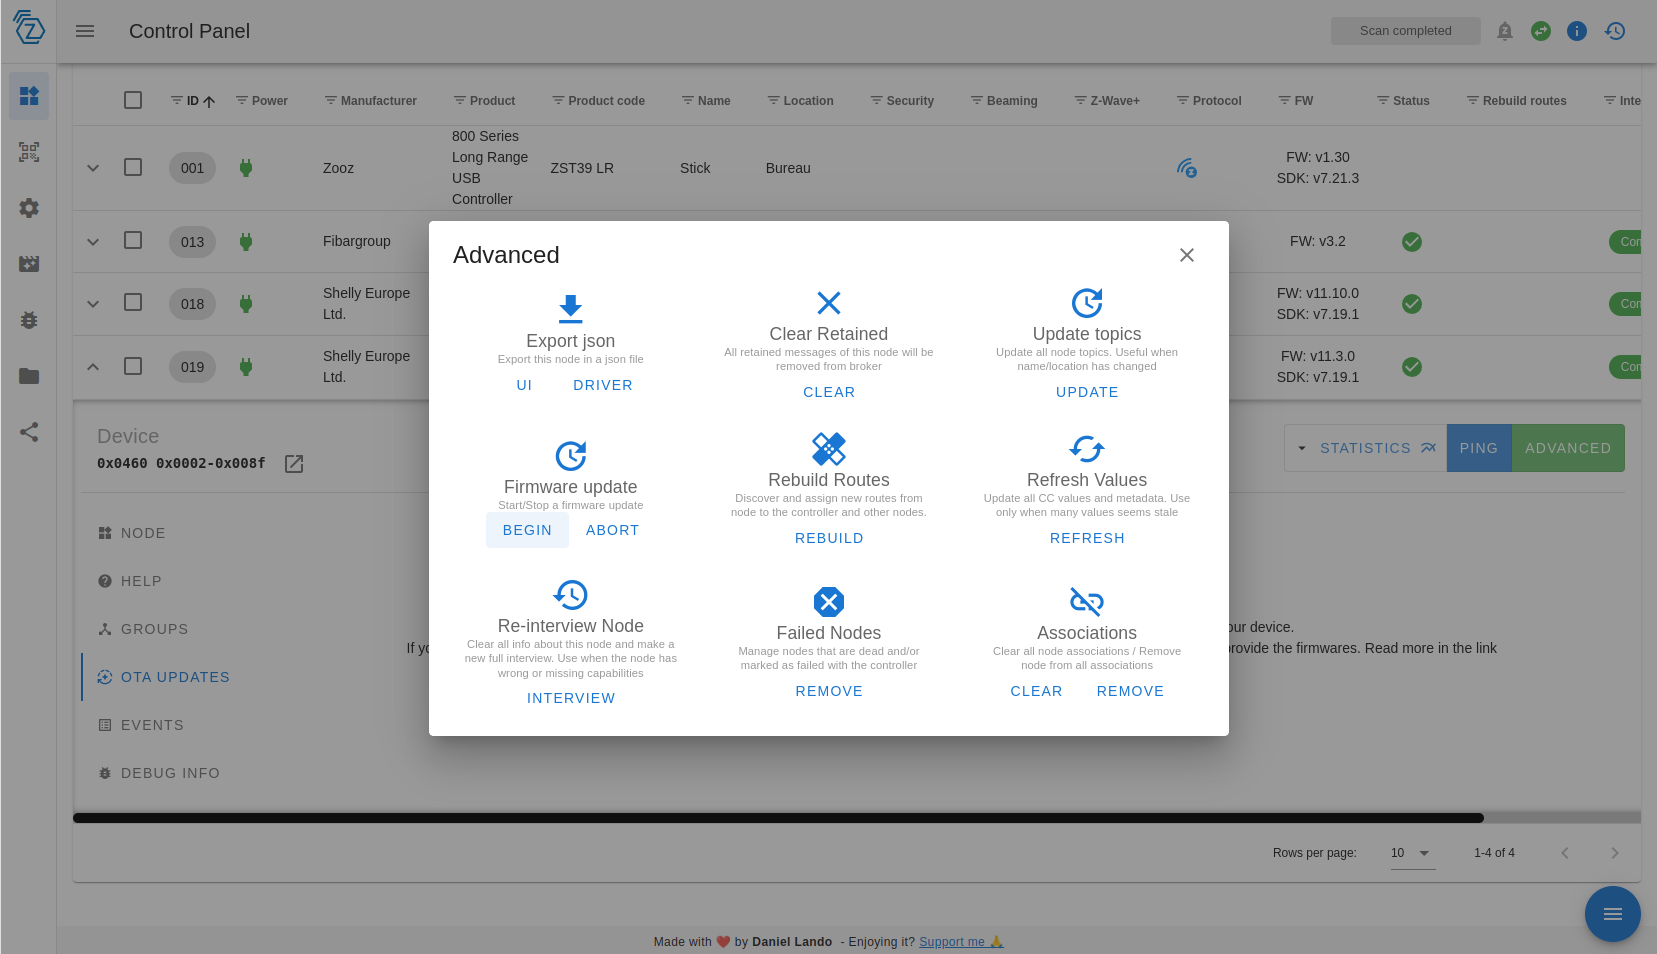 Control Panel
Scan completed
ID
Power
Manufacturer
Product
Product code
Name
Location
Security
Beaming
Z-Wave+
Protocol
FW
Status
Rebuild routes
Inte
001
Zooz
800 Series
Long Range
USB
Controller
ZST39 LR
Stick
Bureau
FW: v1.30
SDK: v7.21.3
013
Fibargroup
FW: v3.2
Com
018
Shelly Europe
Ltd.
FW: v11.10.0
SDK: v7.19.1
Com
019
Shelly Europe
Ltd.
FW: v11.3.0
SDK: v7.19.1
Com
Device
0x0460 0x0002-0x008f
STATISTICS
PING
ADVANCED
NODE
HELP
GROUPS
OTA UPDATES
EVENTS
DEBUG INFO
our device.
If yo
provide the firmwares. Read more in the link
Advanced
Export json
Export this node in a json file
UI
DRIVER
Clear Retained
All retained messages of this node will be
removed from broker
CLEAR
Update topics
Update all node topics. Useful when
name/location has changed
UPDATE
Firmware update
Start/Stop a firmware update
BEGIN
ABORT
Rebuild Routes
Discover and assign new routes from
node to the controller and other nodes.
REBUILD
Refresh Values
Update all CC values and metadata. Use
only when many values seems stale
REFRESH
Re-interview Node
Clear all info about this node and make a
new full interview. Use when the node has
wrong or missing capabilities
INTERVIEW
Failed Nodes
Manage nodes that are dead and/or
marked as failed with the controller
REMOVE
Associations
Clear all node associations / Remove
node from all associations
CLEAR
REMOVE
Rows per page:
10
1-4 of 4
Made with ❤️ by Daniel Lando - Enjoying it? Support me 🙏